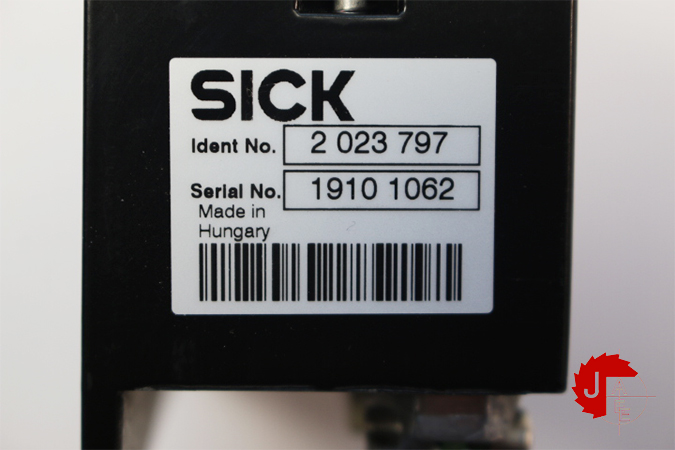 SICK
Ident No. 2 023 797
Serial No. 1910 1062
Made in
Hungary
J